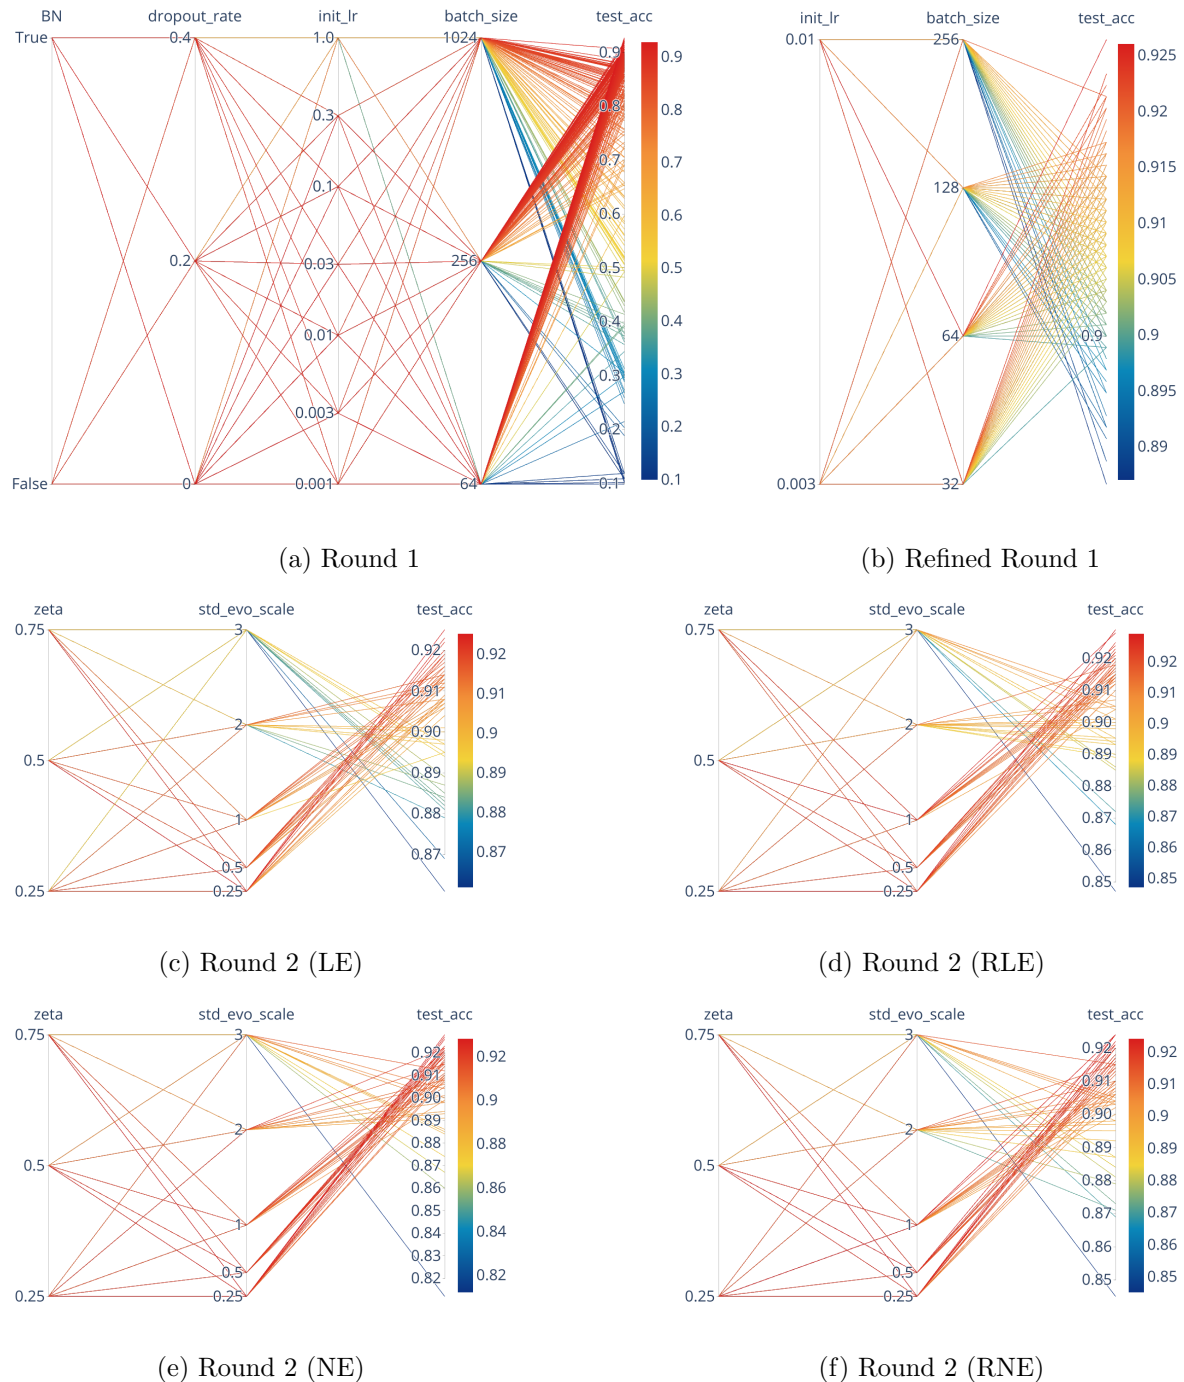 BN dropout_rate init_lr batch_size test_acc
True 0.4 1.0 1024
0.9 0.9
0.3
0.8 0.8
0.1 0.7 0.7
0.6 0.6
0.2 0.03 256 0.5 0.5
0.01 0.4 0.4
0.3 0.3
0.003 0.2 0.2
False 0 0.001 64 0.1 0.1
(a) Round 1
init_lr batch_size test_acc
0.01 256
0.925
0.92
0.915
128
0.91
0.905
64 0.9 0.9
0.895
0.89
0.003 32
(b) Refined Round 1
zeta std_evo_scale test_acc
0.75 3
0.92 0.92
0.91 0.91
2 0.90 0.9
0.5 0.89 0.89
1 0.88 0.88
0.87 0.87
0.5
0.25 0.25
(c) Round 2 (LE)
zeta std_evo_scale test_acc
0.75 3
0.92 0.92
0.91 0.91
2 0.90 0.9
0.5 0.89 0.89
0.88 0.88
1 0.87 0.87
0.86 0.86
0.5 0.85 0.85
0.25 0.25
(d) Round 2 (RLE)
zeta std_evo_scale test_acc
0.75 3
0.92 0.92
0.91
0.90 0.9
2 0.89
0.88 0.88
0.5 0.87
0.86 0.86
0.85
1 0.84 0.84
0.83
0.5 0.82 0.82
0.25 0.25
(e) Round 2 (NE)
zeta std_evo_scale test_acc
0.75 3
0.92 0.92
0.91 0.91
2 0.90 0.9
0.5 0.89 0.89
0.88 0.88
1 0.87 0.87
0.86 0.86
0.5 0.85 0.85
0.25 0.25
(f) Round 2 (RNE)